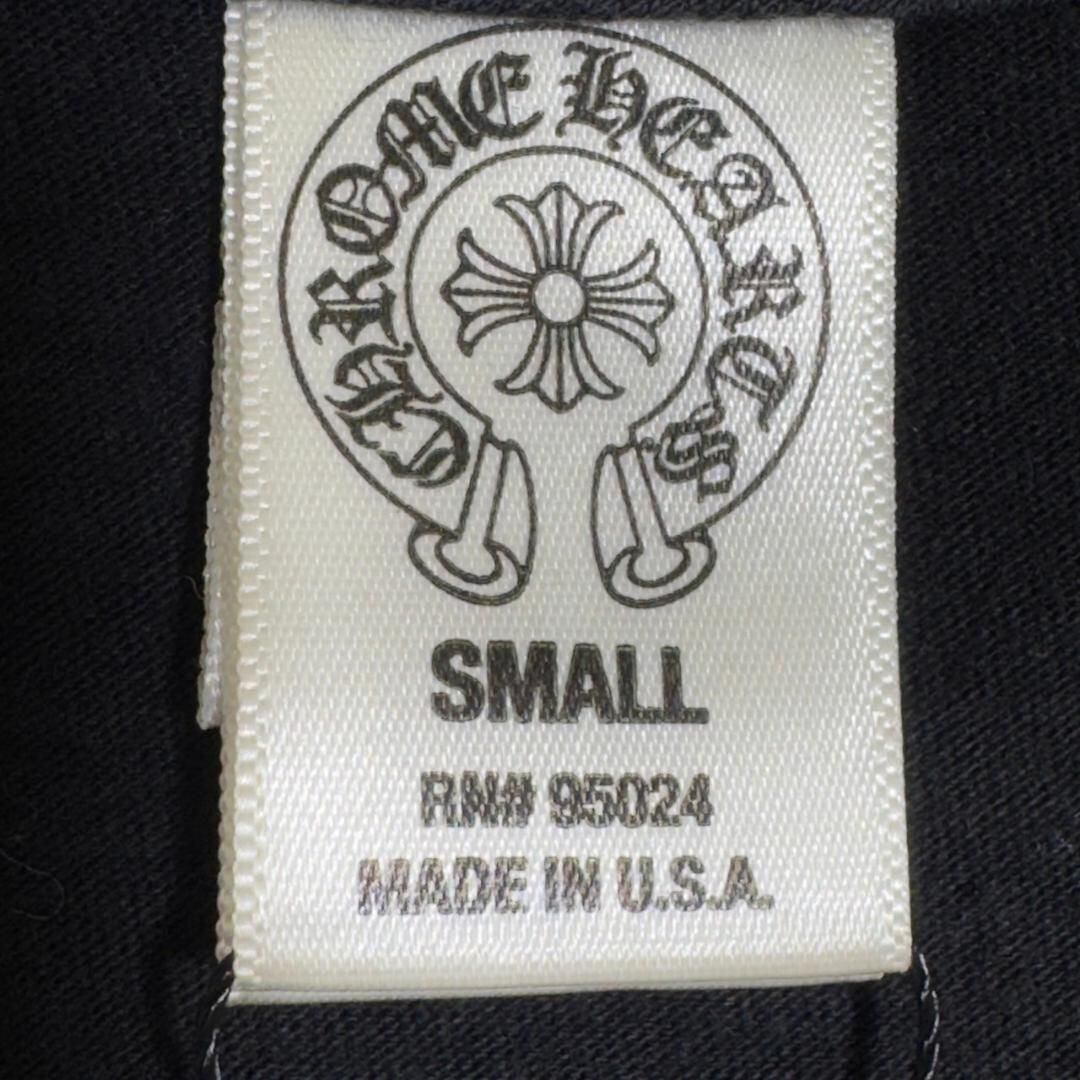 CHROME HEARTS
SMALL
RN# 95024
MADE IN U.S.A.